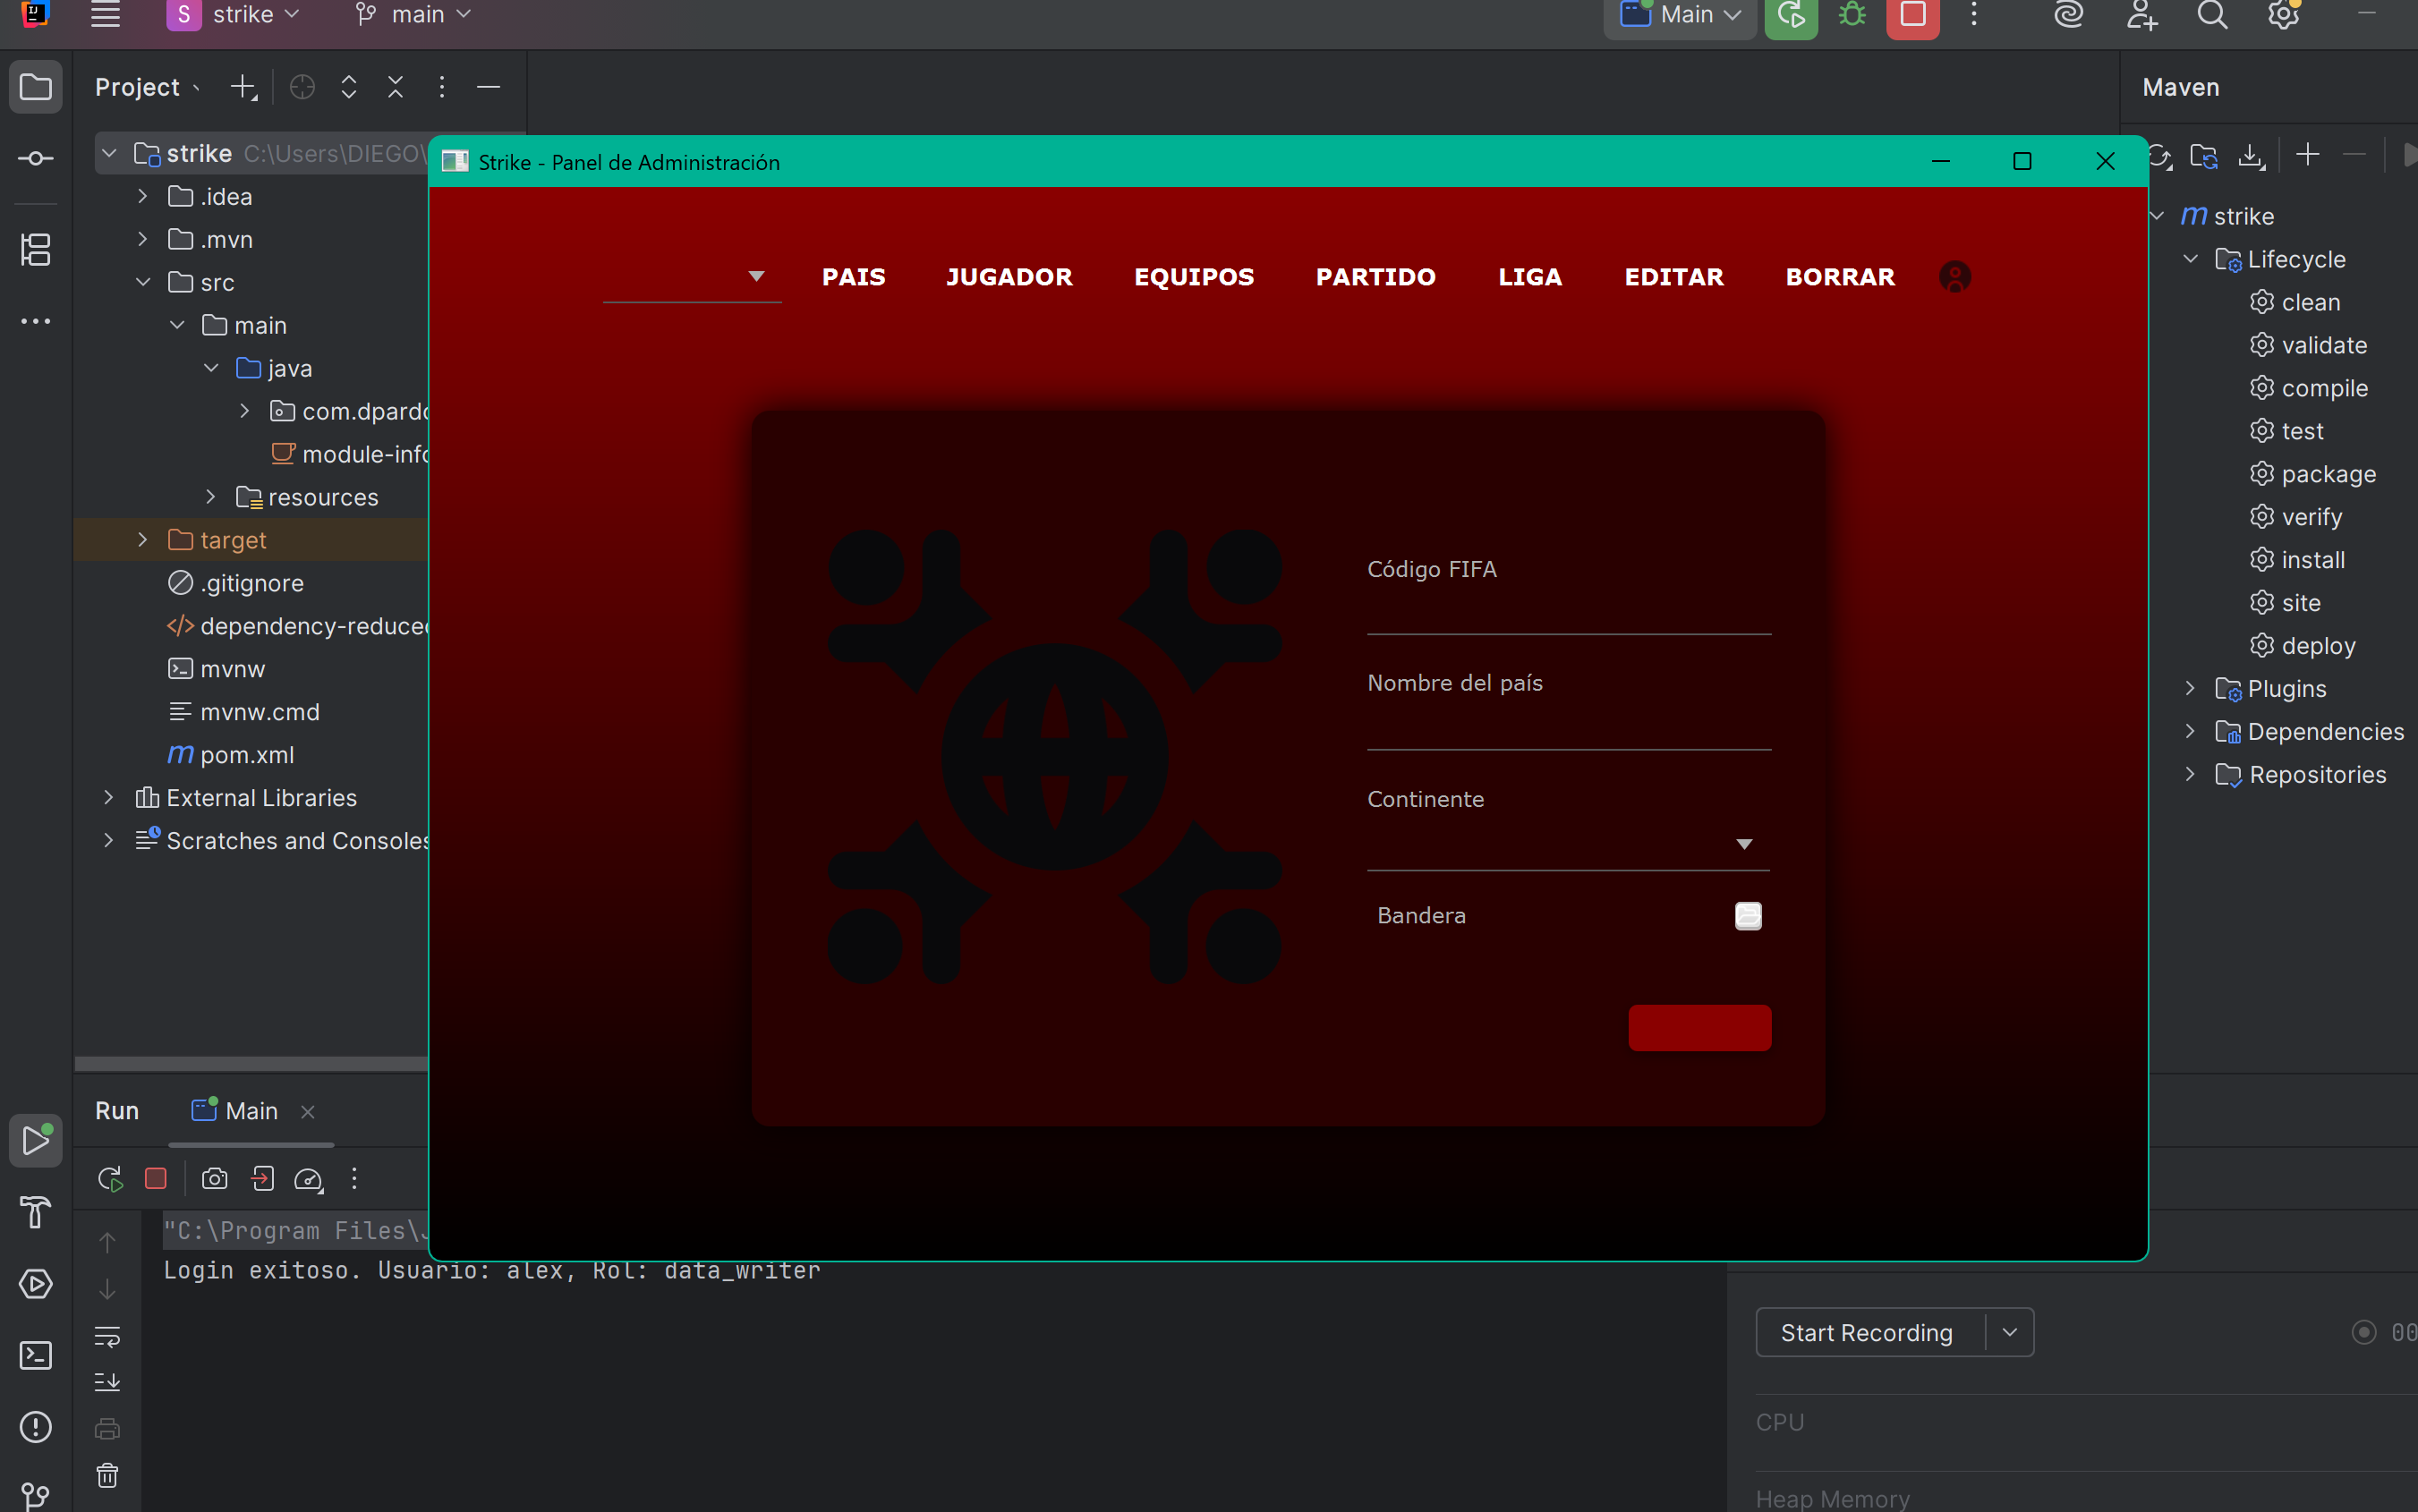 S strike main
Main
Project
Maven
strike C:\Users\DIEGO\
Strike - Panel de Administración
.idea
.mvn
src
main
java
com.dpardo
module-info
resources
target
.gitignore
dependency-reduced
mvnw
mvnw.cmd
m pom.xml
External Libraries
Scratches and Consoles
PAIS JUGADOR EQUIPOS PARTIDO LIGA EDITAR BORRAR
Código FIFA
Nombre del país
Continente
Bandera
m strike
Lifecycle
clean
validate
compile
test
package
verify
install
site
deploy
Plugins
Dependencies
Repositories
Run Main
"C:\Program Files\J
Login exitoso. Usuario: alex, Rol: data_writer
Start Recording 00
CPU
Heap Memory